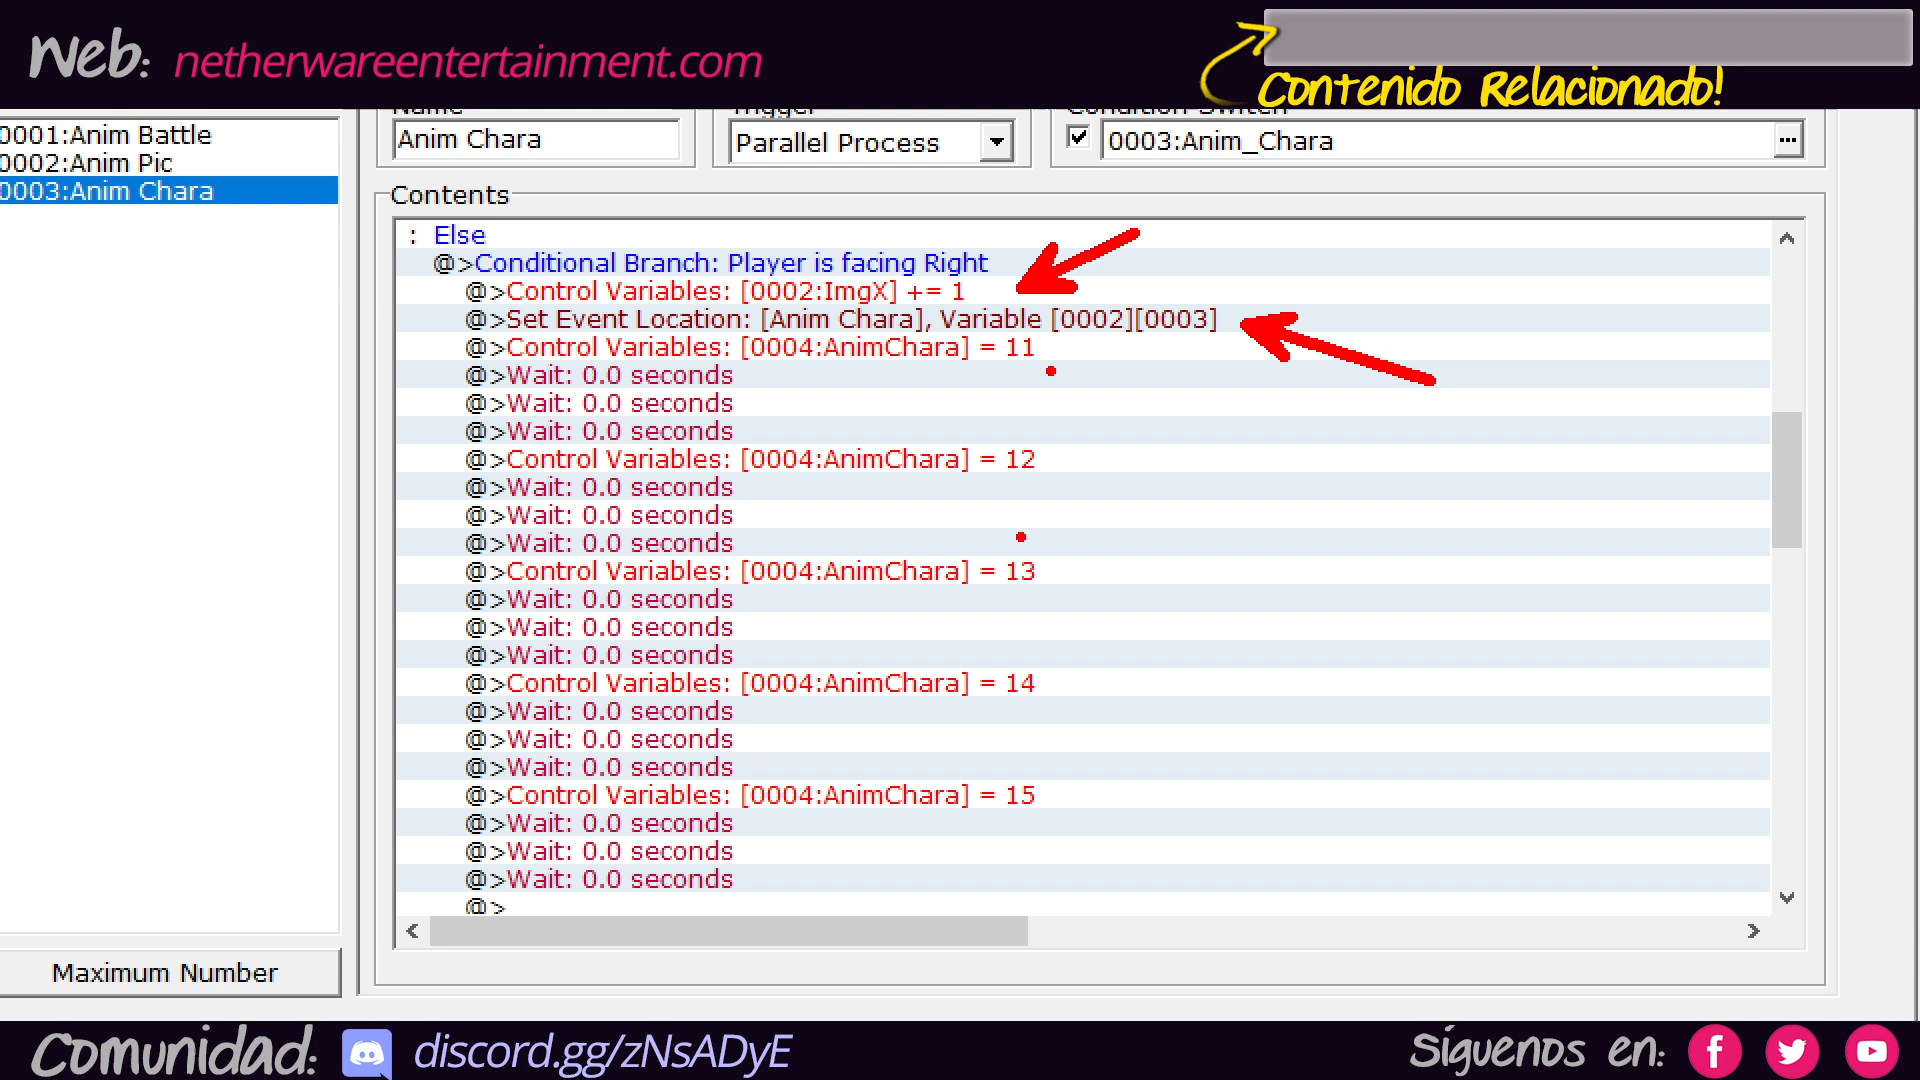 Web: netherwareentertainment.com
Contenido Relacionado!
Name
Trigger
Condition Switch
Anim Chara
Parallel Process
0003:Anim_Chara
...
0001:Anim Battle
0002:Anim Pic
0003:Anim Chara
Contents
: Else
@>Conditional Branch: Player is facing Right
@>Control Variables: [0002:ImgX] += 1
@>Set Event Location: [Anim Chara], Variable [0002][0003]
@>Control Variables: [0004:AnimChara] = 11
@>Wait: 0.0 seconds
@>Wait: 0.0 seconds
@>Wait: 0.0 seconds
@>Control Variables: [0004:AnimChara] = 12
@>Wait: 0.0 seconds
@>Wait: 0.0 seconds
@>Wait: 0.0 seconds
@>Control Variables: [0004:AnimChara] = 13
@>Wait: 0.0 seconds
@>Wait: 0.0 seconds
@>Wait: 0.0 seconds
@>Control Variables: [0004:AnimChara] = 14
@>Wait: 0.0 seconds
@>Wait: 0.0 seconds
@>Wait: 0.0 seconds
@>Control Variables: [0004:AnimChara] = 15
@>Wait: 0.0 seconds
@>Wait: 0.0 seconds
@>Wait: 0.0 seconds
@>
Maximum Number
Comunidad: discord.gg/zNsADyE
Síguenos en: